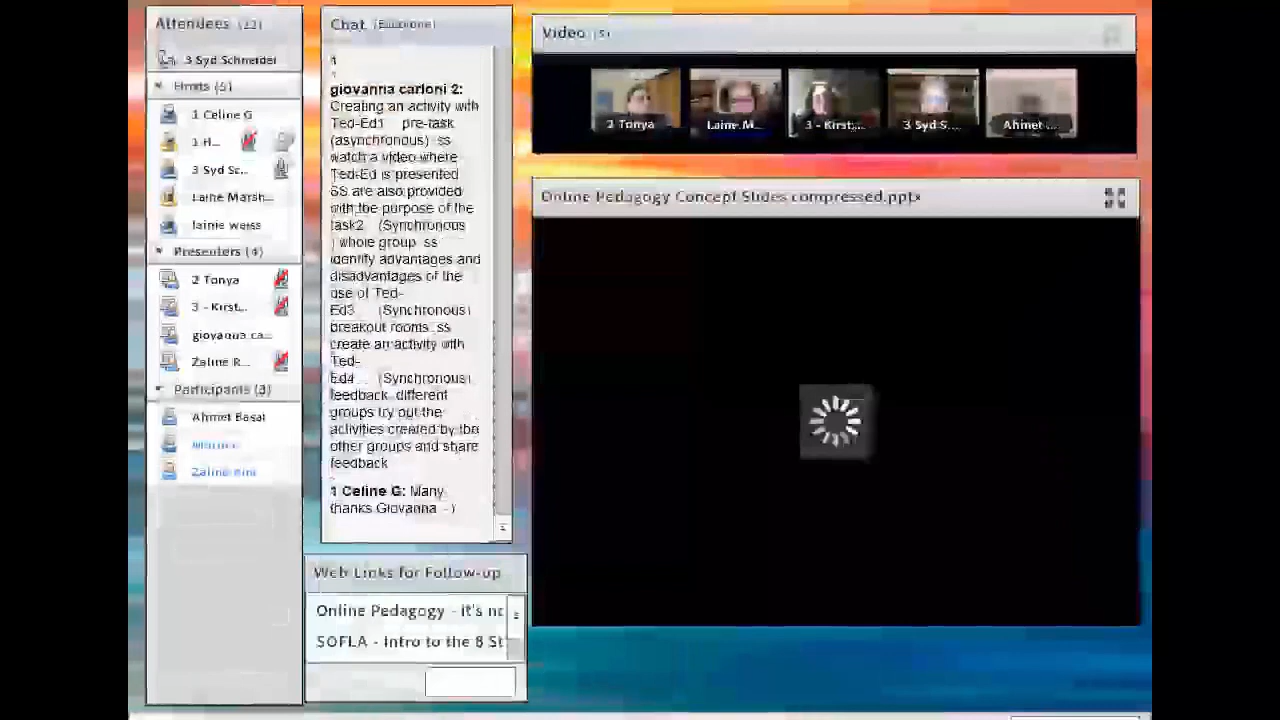 Attendees (12)
3 Syd Schneider
Hosts (5)
1 Celine G
1 H...
3 Syd Sc...
Laine Marsh...
lainie weiss
Presenters (4)
2 Tonya
3 - Kirst...
giovanna ca...
Zaline R...
Participants (3)
Ahmet Basal
Chat (Everyone)
giovanna carloni 2:
Creating an activity with
Ted-Ed1 pre-task
(asynchronous) ss
watch a video where
Ted-Ed is presented
SS are also provided
with the purpose of the
task2 (Synchronous
) whole group ss
identify advantages and
disadvantages of the
use of Ted-
Ed3 (Synchronous)
breakout rooms ss
create an activity with
Ted-
Ed4 (Synchronous)
feedback different
groups try out the
activities created by the
other groups and share
feedback
1 Celine G: Many
thanks Giovanna -)
Web Links for Follow-up
Online Pedagogy - it's no
SOFLA - Intro to the 8 St
Video (5)
2 Tonya
Laine M...
3 - Kirst...
3 Syd S...
Ahmet ...
Online Pedagogy Concept Slides compressed.pptx